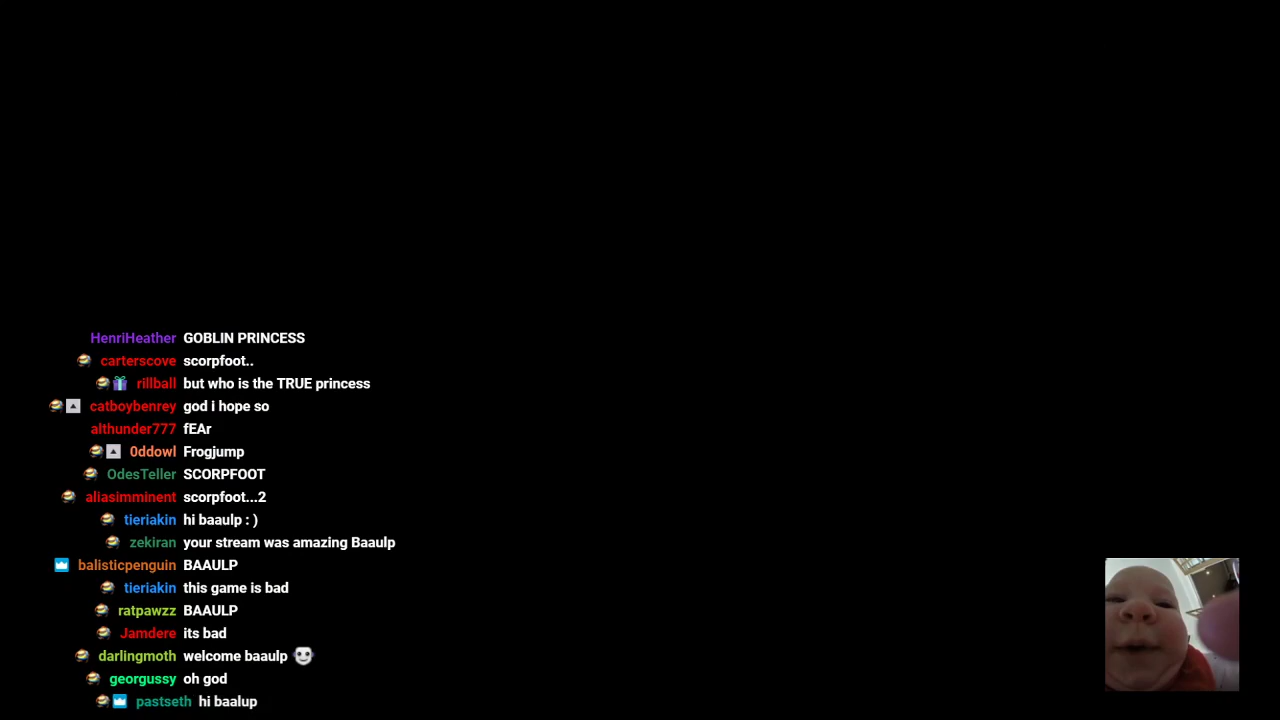 HenriHeather GOBLIN PRINCESS
carterscove scorpfoot..
rillball but who is the TRUE princess
catboybenrey god i hope so
althunder777 fEAr
0ddowl Frogjump
OdesTeller SCORPFOOT
aliasimminent scorpfoot...2
tieriakin hi baaulp : )
zekiran your stream was amazing Baaulp
balisticpenguin BAAULP
tieriakin this game is bad
ratpawzz BAAULP
Jamdere its bad
darlingmoth welcome baaulp
georgussy oh god
pastseth hi baalup